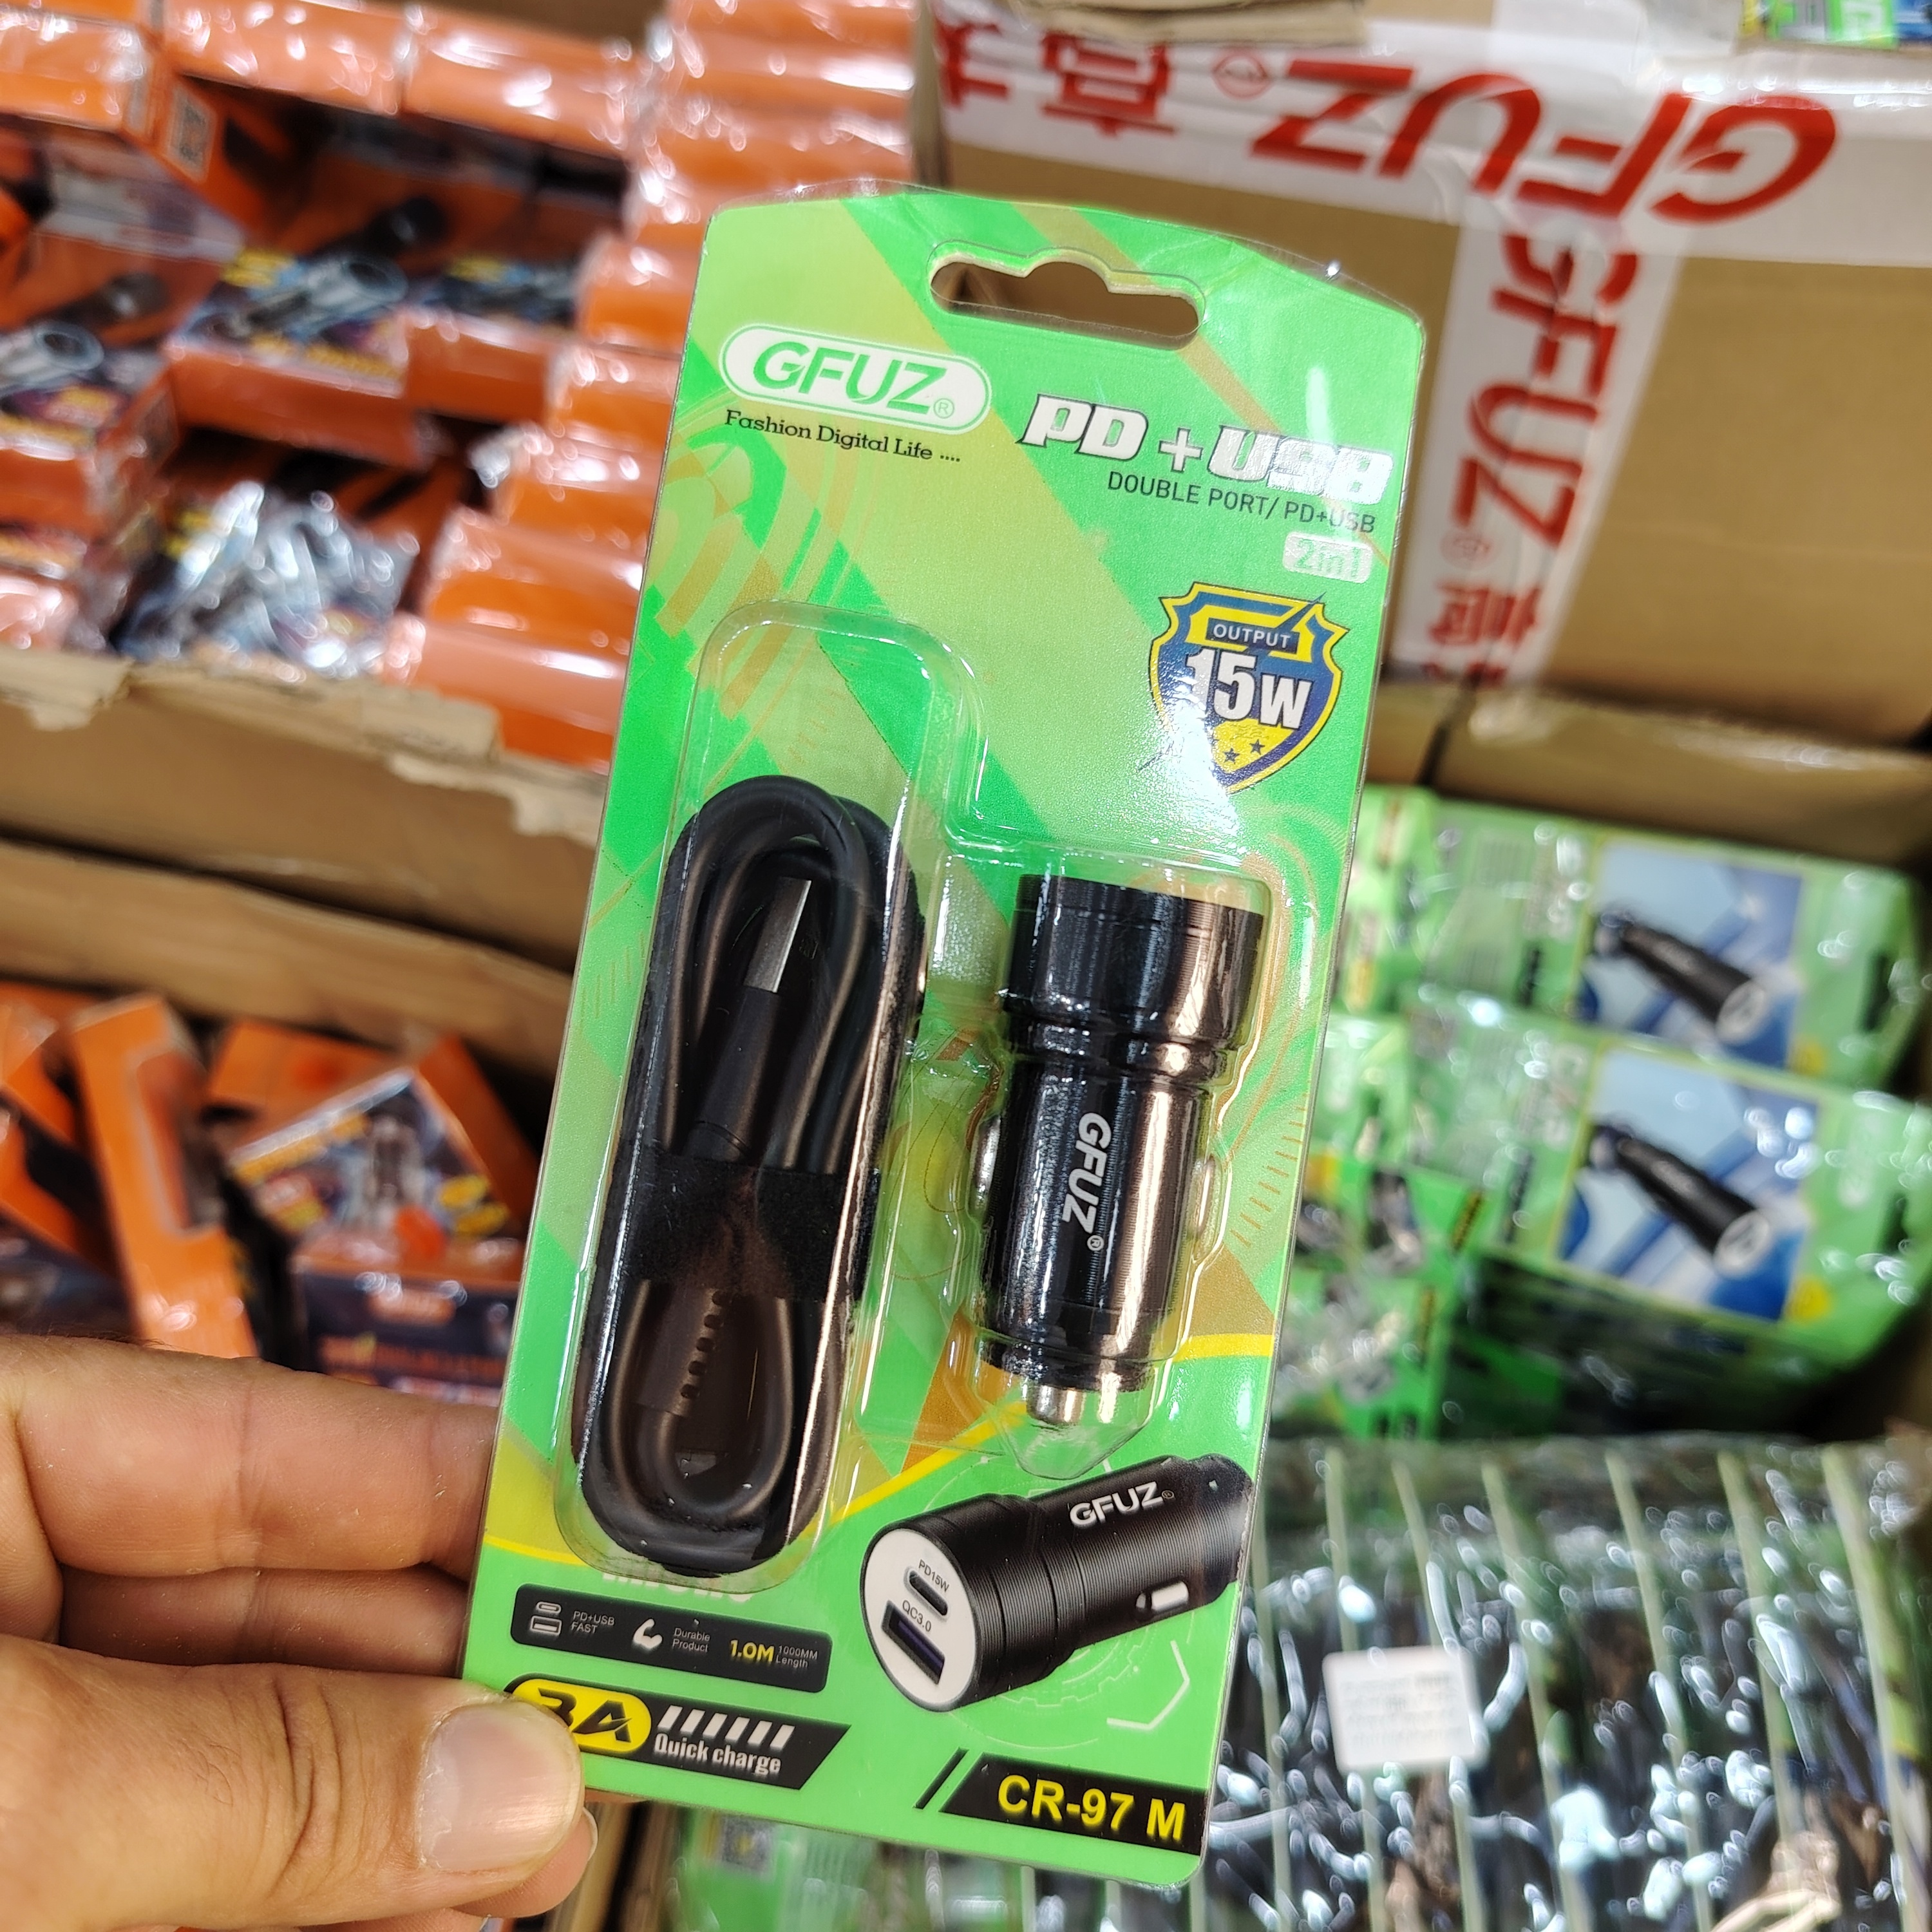 GFUZ
GFUZ
GFUZ®
Fashion Digital Life ....
PD+USB
DOUBLE PORT/ PD+USB
2in1
OUTPUT
15W
GFUZ®
GFUZ®
PD15W
QC3.0
PD+USB
FAST
Durable
Product
1.0M
1000MM
Length
3A
Quick charge
CR-97 M